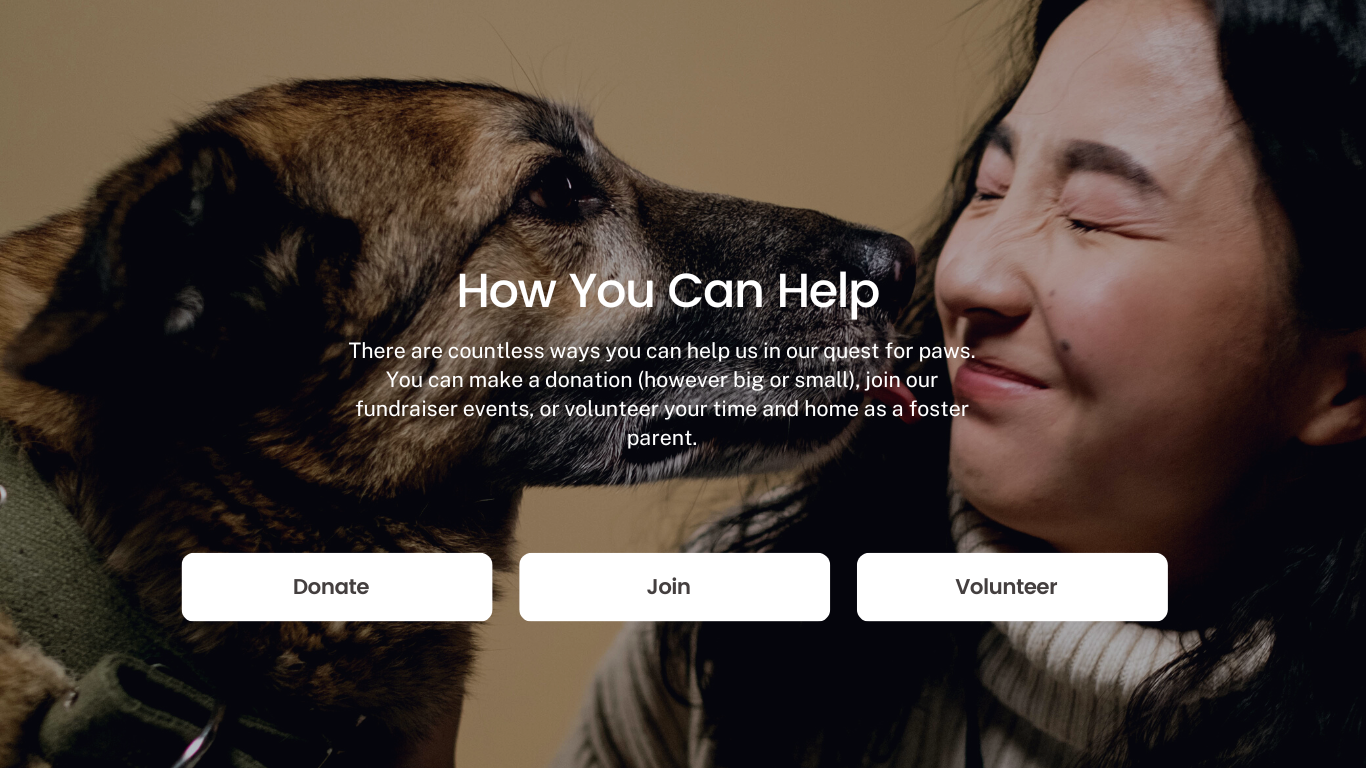 How You Can Help
There are countless ways you can help us in our quest for paws.
You can make a donation (however big or small), join our
fundraiser events, or volunteer your time and home as a foster
parent.
Donate
Join
Volunteer